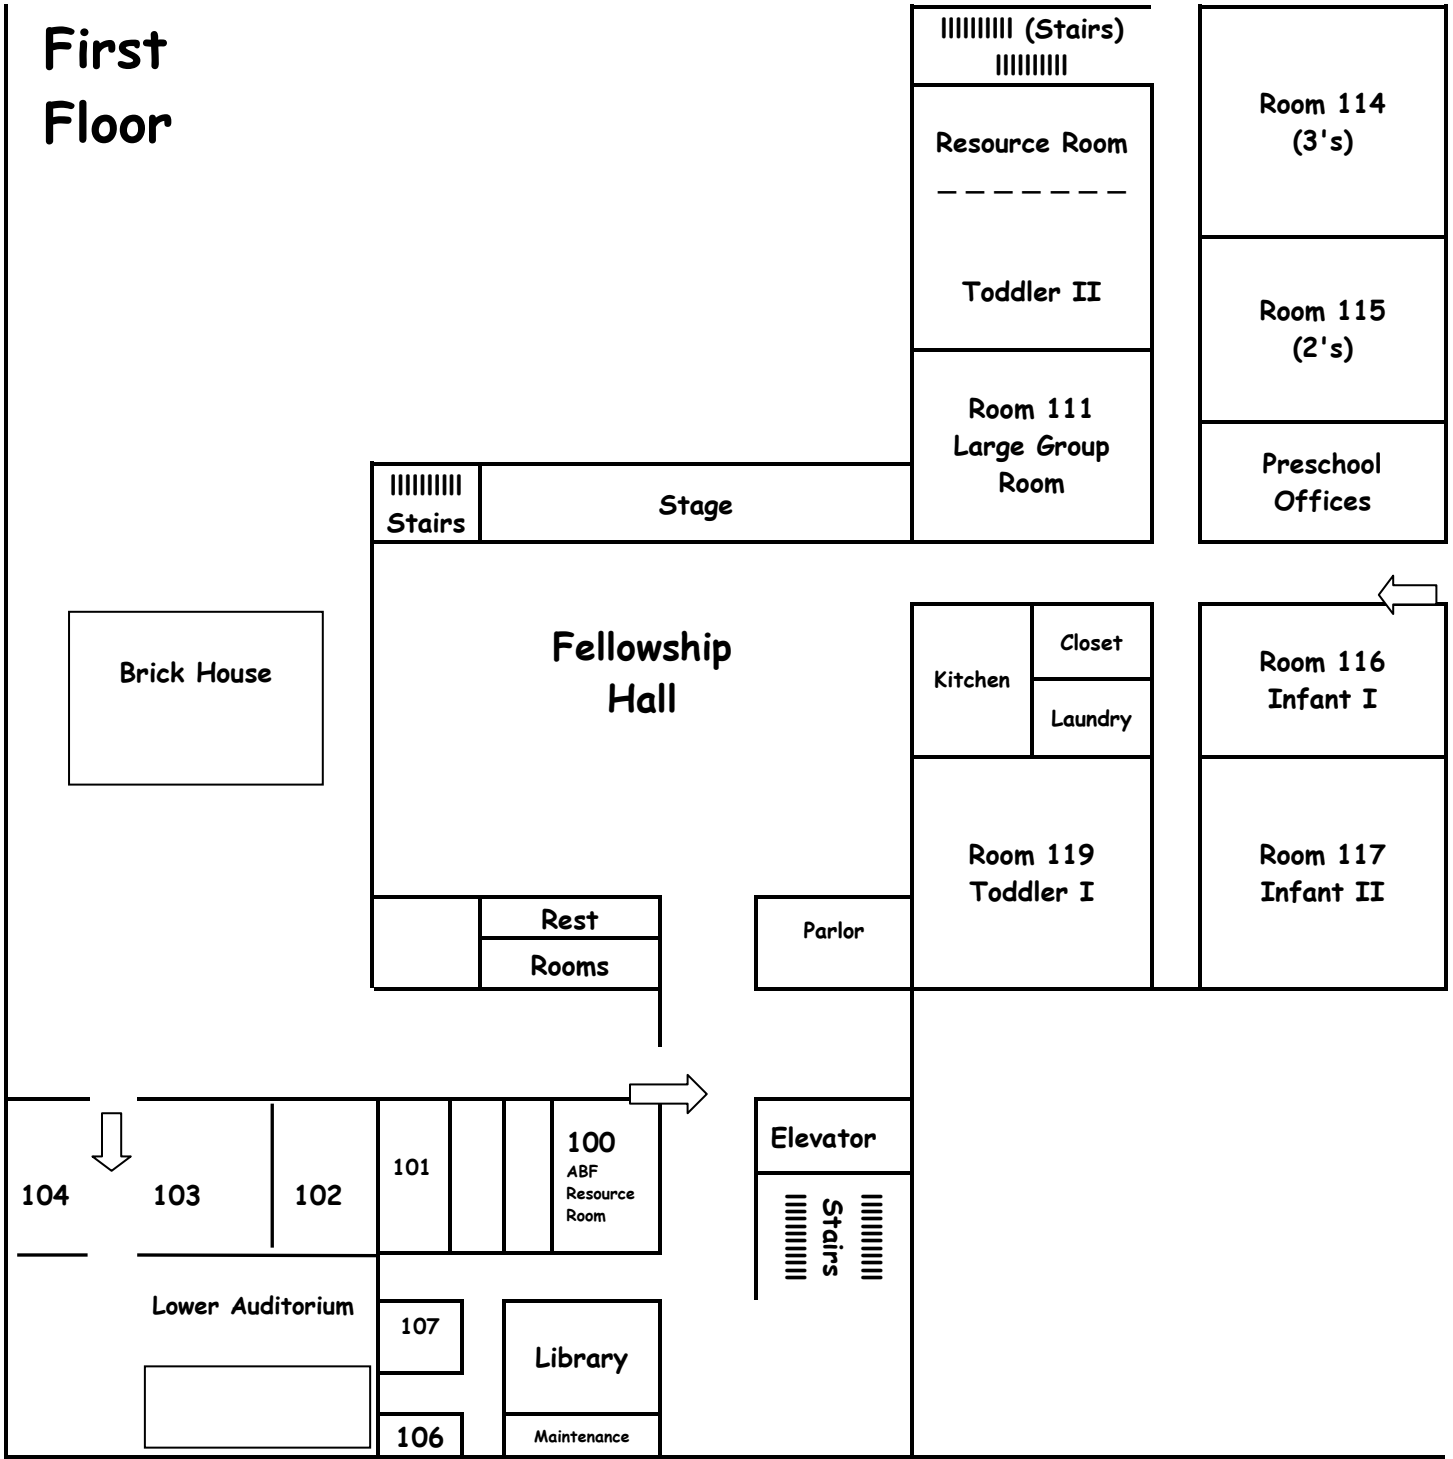 First
Floor
(Stairs)
Resource Room
Toddler II
Room 114
(3's)
Room 115
(2's)
Room 111
Large Group
Room
Preschool
Offices
Stairs
Stage
Brick House
Fellowship
Hall
Kitchen
Closet
Laundry
Room 116
Infant I
Room 119
Toddler I
Room 117
Infant II
Rest
Rooms
Parlor
104
103
102
101
100
ABF
Resource
Room
Elevator
Stairs
Lower Auditorium
107
Library
106
Maintenance